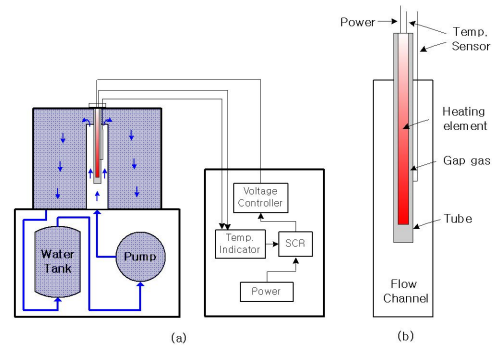 Water
Tank
Pump
Voltage
Controller
Temp.
Indicator
SCR
Power
(a)
Power
Temp.
Sensor
Heating
element
Gap gas
Tube
Flow
Channel
(b)